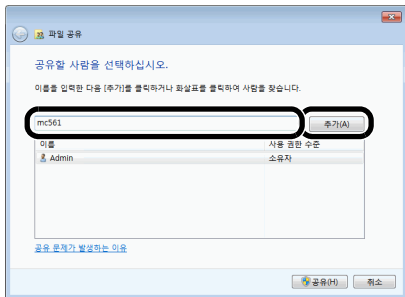 파일 공유
공유할 사람을 선택하십시오.
이름을 입력한 다음 [추가]를 클릭하거나 화살표를 클릭하여 사람을 찾습니다.
mc561 추가(A)
이름 사용 권한 수준
Admin 소유자
공유 문제가 발생하는 이유
공유(H) 취소